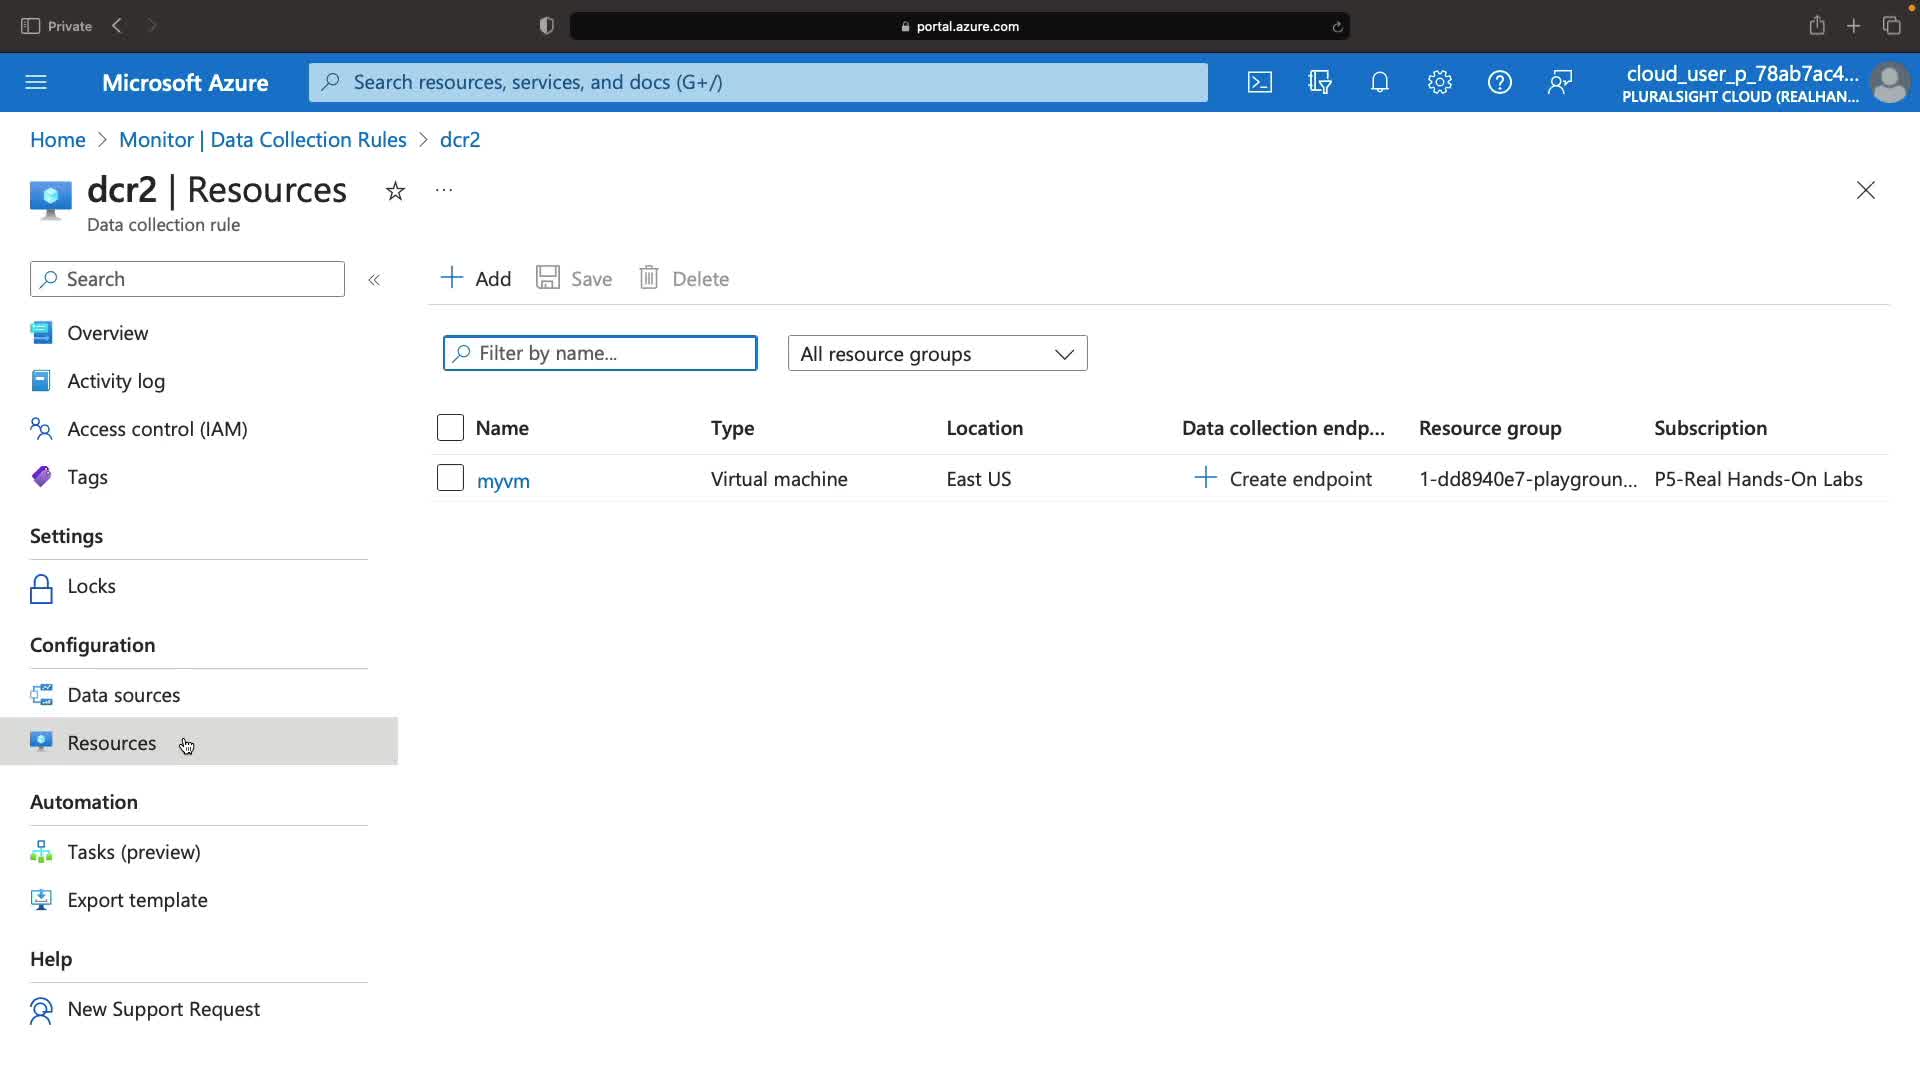 Private
portal.azure.com
Microsoft Azure
Search resources, services, and docs (G+/)
cloud_user_p_78ab7ac4...
PLURALSIGHT CLOUD (REALHAN...
Home > Monitor | Data Collection Rules > dcr2
dcr2 | Resources
Data collection rule
Search
Overview
Activity log
Access control (IAM)
Tags
Settings
Locks
Configuration
Data sources
Resources
Automation
Tasks (preview)
Export template
Help
New Support Request
Add Save Delete
Filter by name...
All resource groups
Name Type Location Data collection endp... Resource group Subscription
myvm Virtual machine East US Create endpoint 1-dd8940e7-playgroun... P5-Real Hands-On Labs